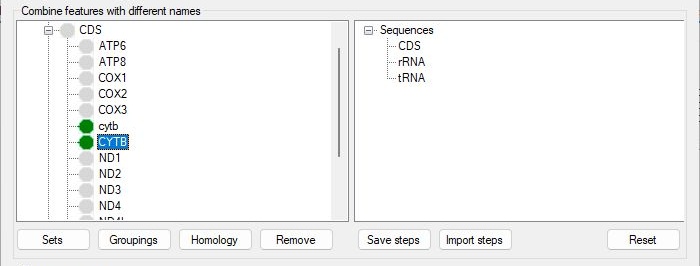 Combine features with different names
CDS
ATP6
ATP8
COX1
COX2
COX3
cytb
CYTB
ND1
ND2
ND3
ND4
Sequences
CDS
rRNA
tRNA
Sets
Groupings
Homology
Remove
Save steps
Import steps
Reset